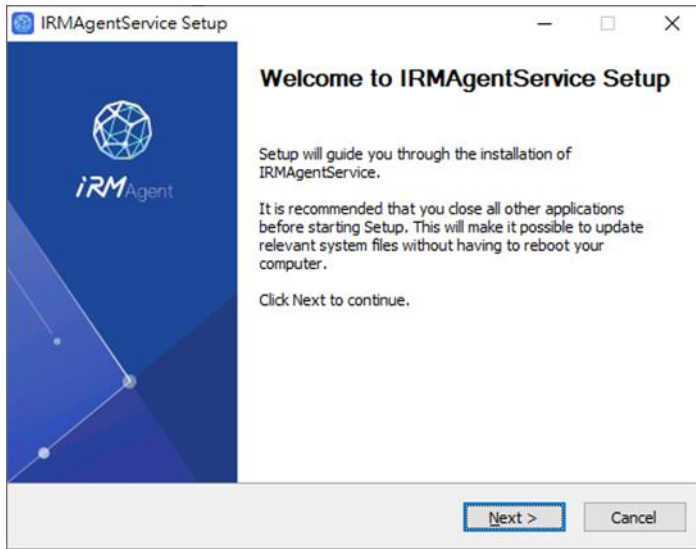 IRMAgentService Setup
Welcome to IRMAgentService Setup
iRMAgent
Setup will guide you through the installation of
IRMAgentService.
It is recommended that you close all other applications
before starting Setup. This will make it possible to update
relevant system files without having to reboot your
computer.
Click Next to continue.
Next >
Cancel